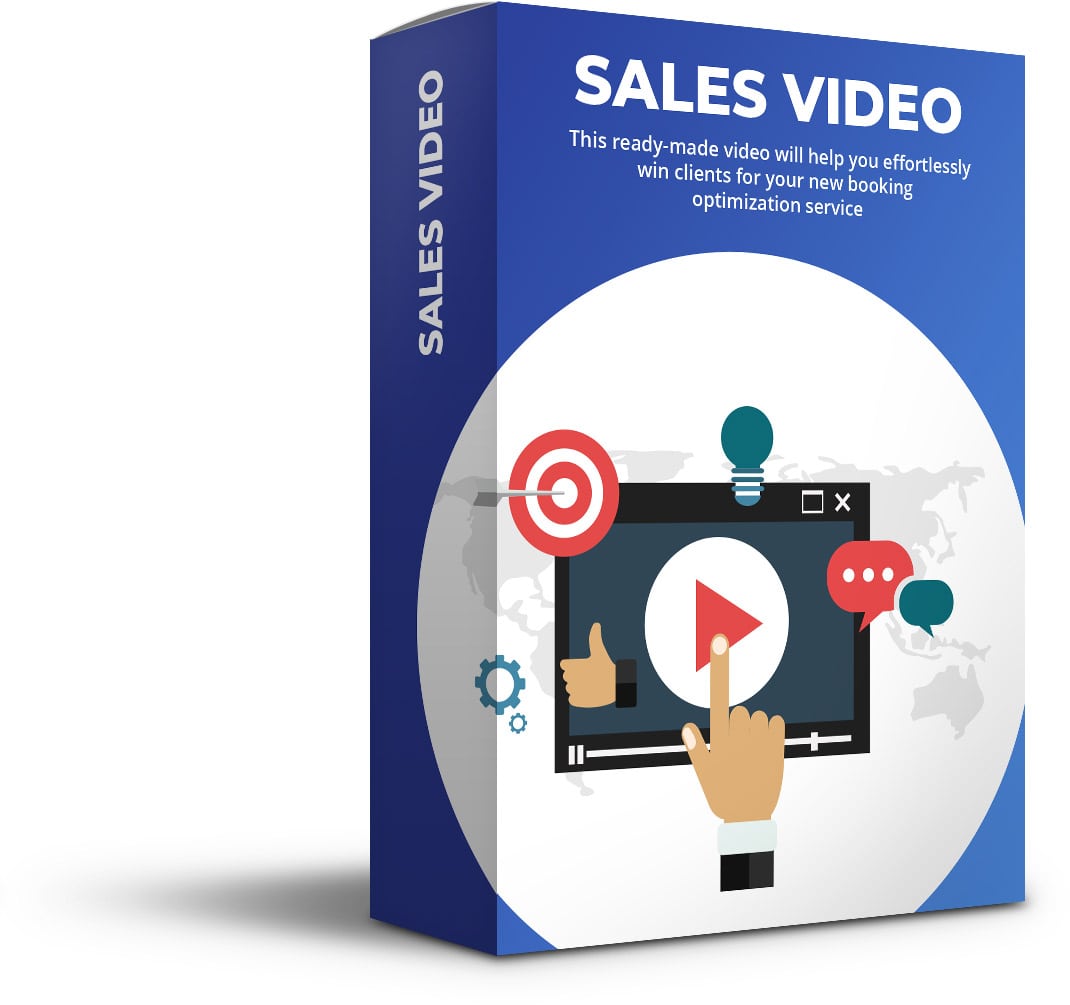 SALES VIDEO
SALES VIDEO
This ready-made video will help you effortlessly
win clients for your new booking
optimization service